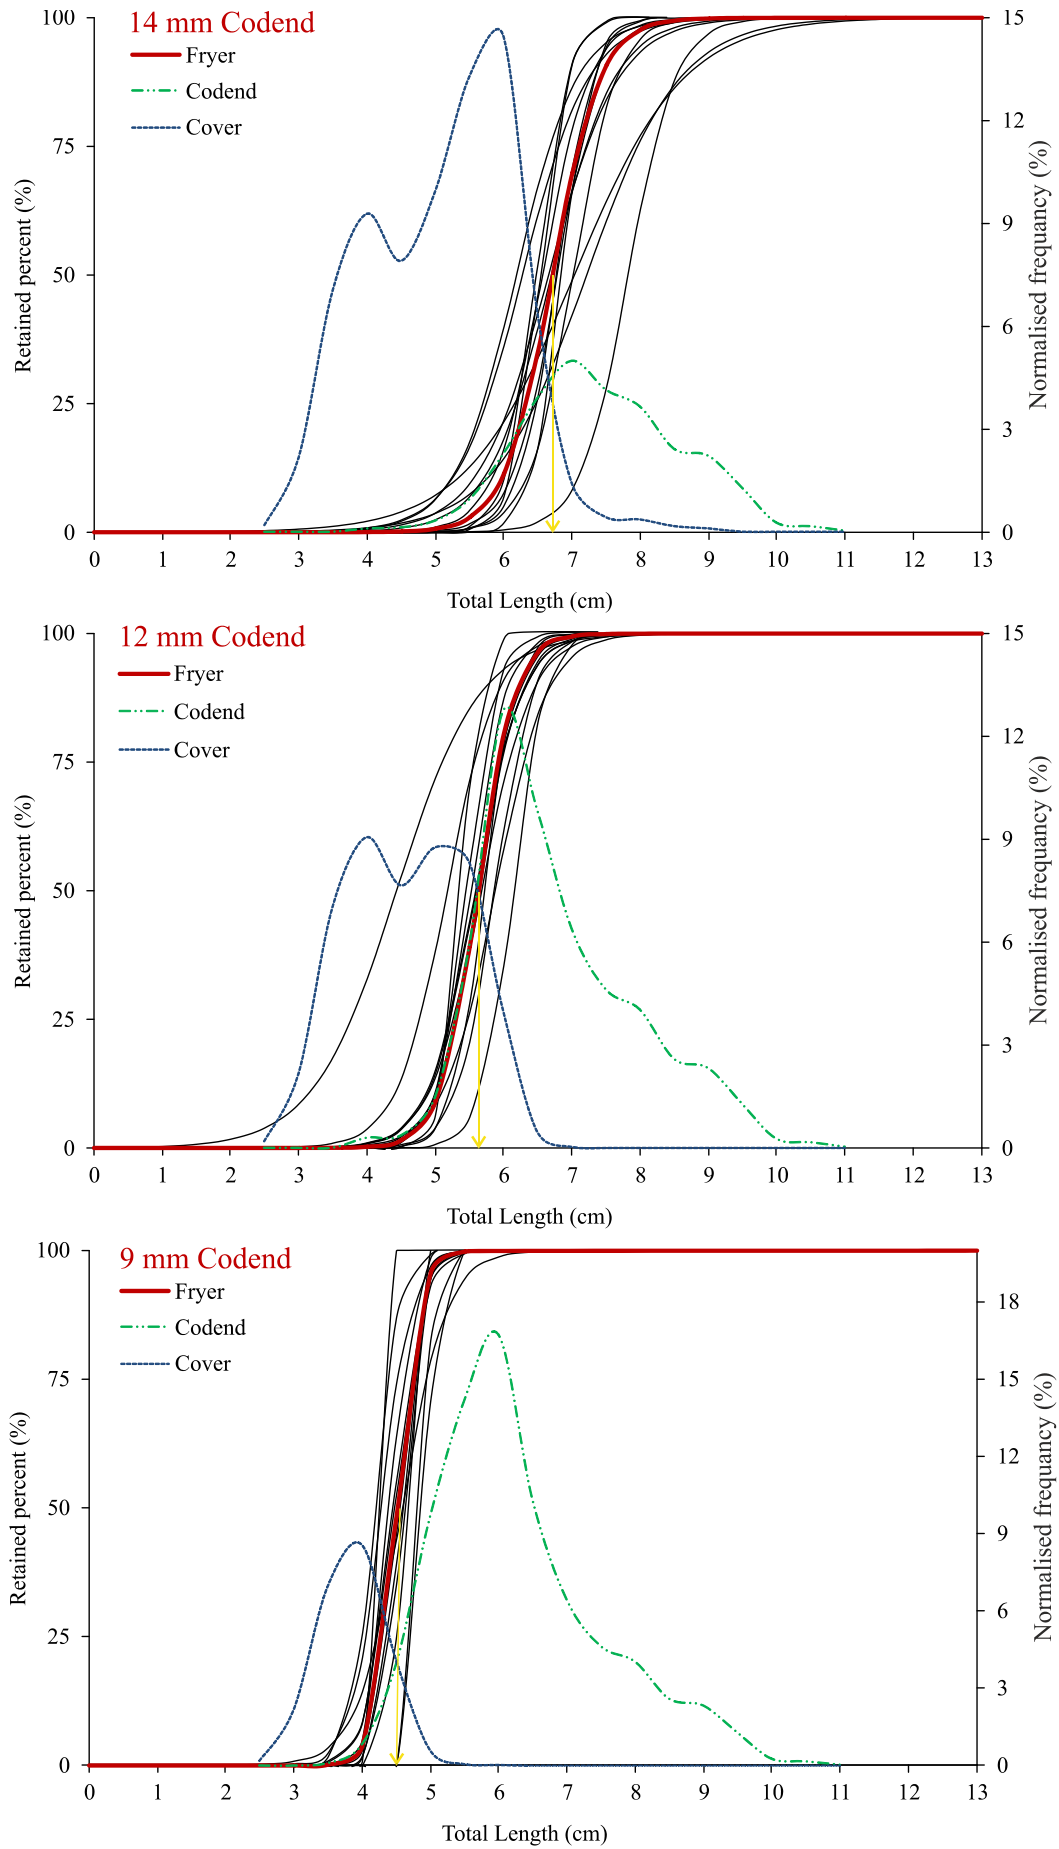 14 mm Codend
Fryer
Codend
Cover
100
75
50
25
0
Retained percent (%)
15
12
9
6
3
0
Normalised frequancy (%)
0 1 2 3 4 5 6 7 8 9 10 11 12 13
Total Length (cm)
12 mm Codend
Fryer
Codend
Cover
100
75
50
25
0
Retained percent (%)
15
12
9
6
3
0
Normalised frequancy (%)
0 1 2 3 4 5 6 7 8 9 10 11 12 13
Total Length (cm)
9 mm Codend
Fryer
Codend
Cover
100
75
50
25
0
Retained percent (%)
18
15
12
9
6
3
0
Normalised frequancy (%)
0 1 2 3 4 5 6 7 8 9 10 11 12 13
Total Length (cm)